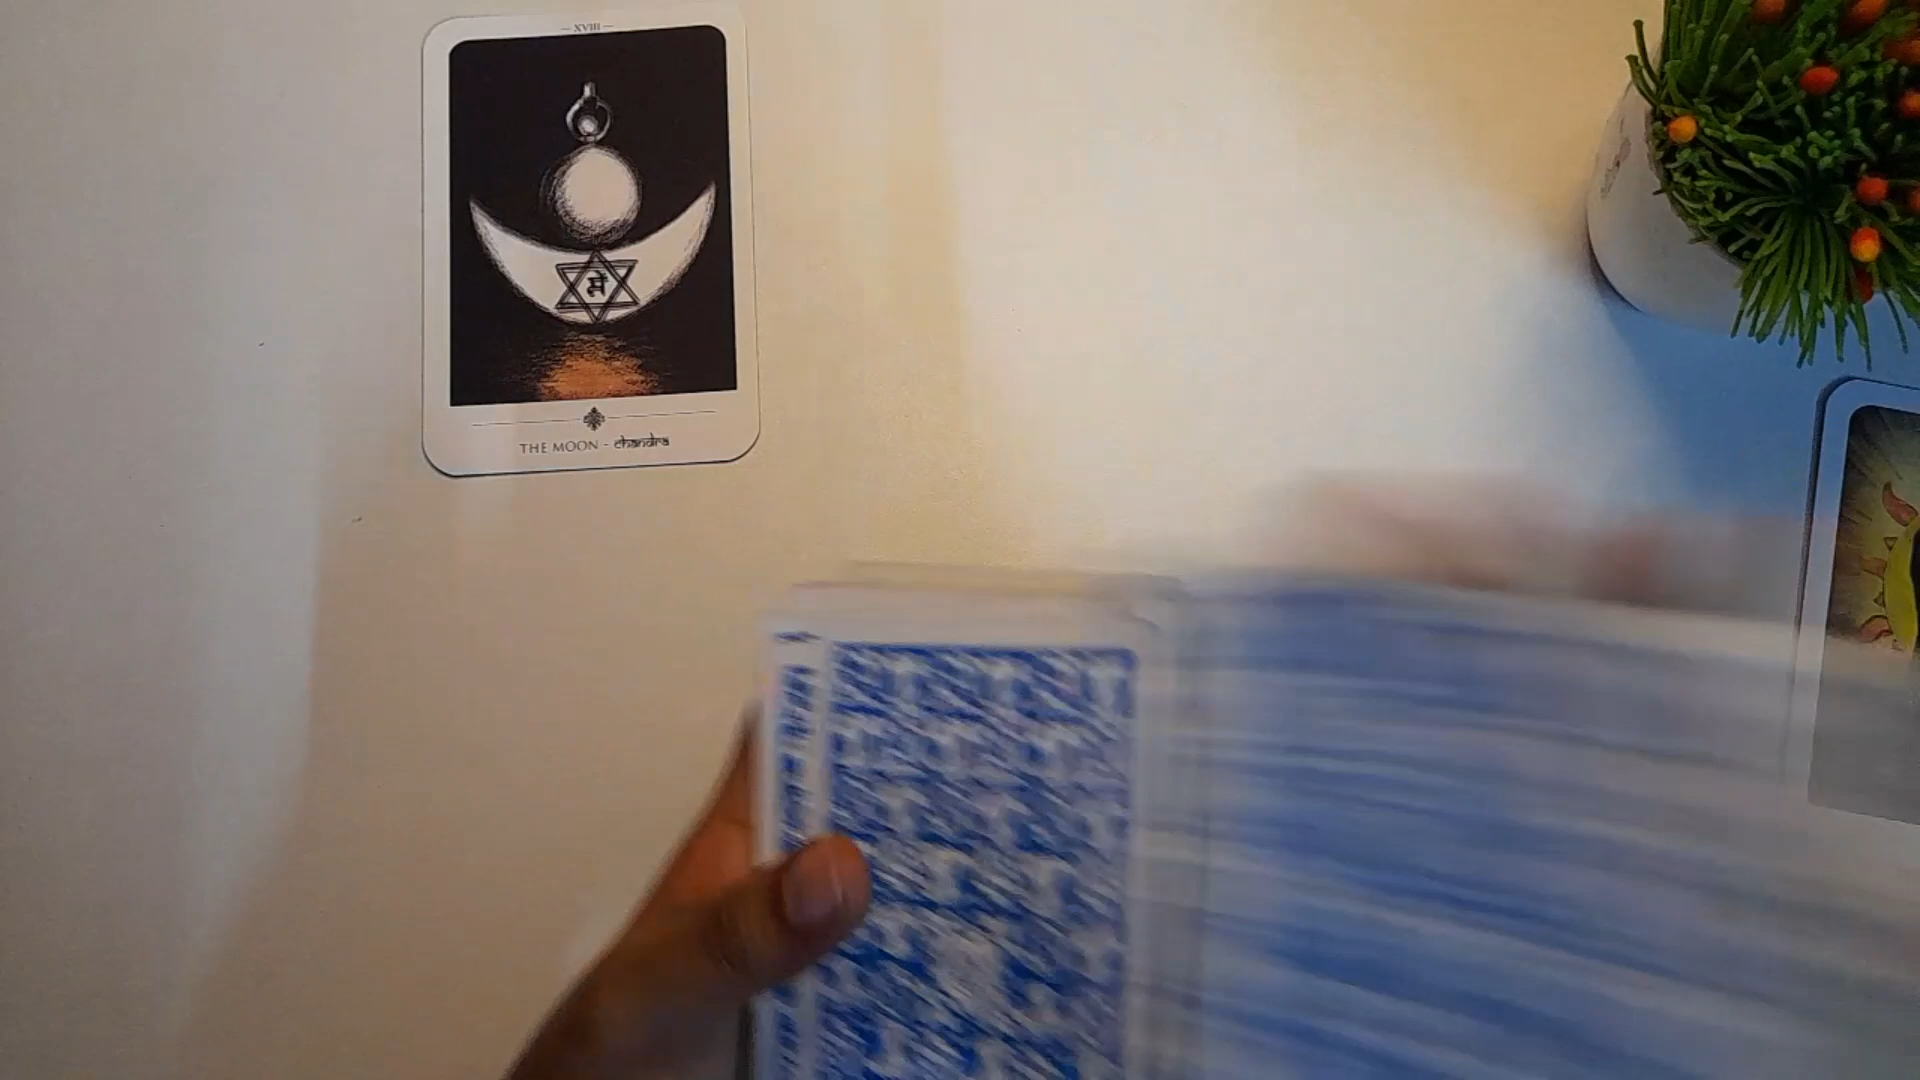 XVIII
में
THE MOON - chandra